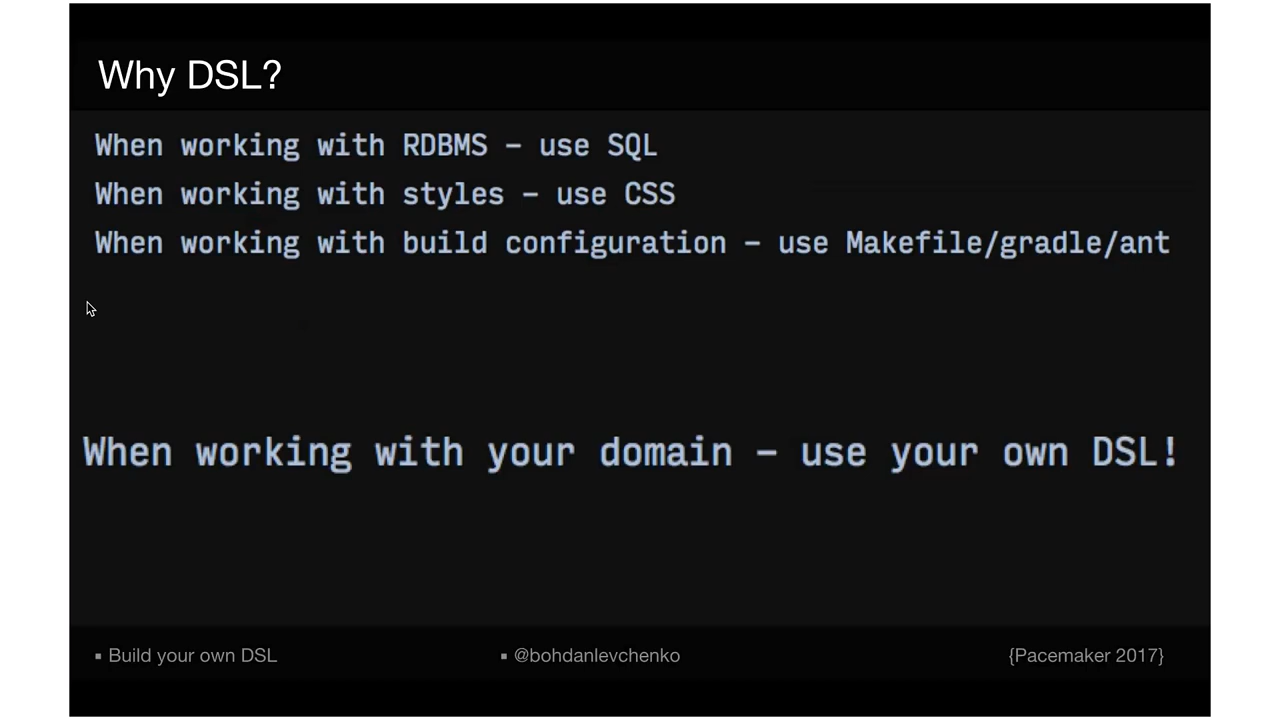 Why DSL?
When working with RDBMS – use SQL
When working with styles – use CSS
When working with build configuration – use Makefile/gradle/ant
When working with your domain – use your own DSL!
▪ Build your own DSL
▪ @bohdanlevchenko
{Pacemaker 2017}